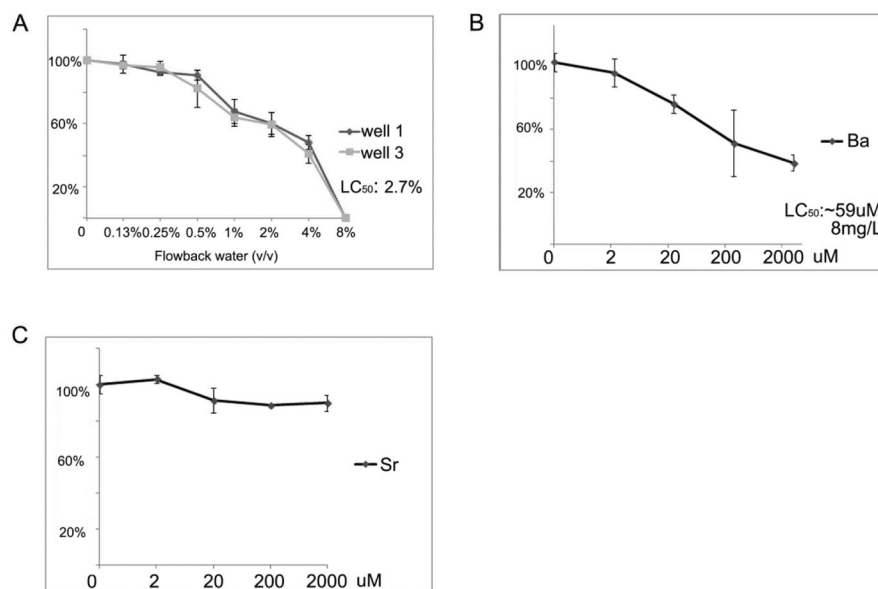 A
100%
60%
20%
well 1
well 3
LC50: 2.7%
0 0.13% 0.25% 0.5% 1% 2% 4% 8%
Flowback water (v/v)
B
100%
60%
20%
Ba
LC50:~59uM
8mg/L
0 2 20 200 2000 uM
C
100%
60%
20%
Sr
0 2 20 200 2000 uM